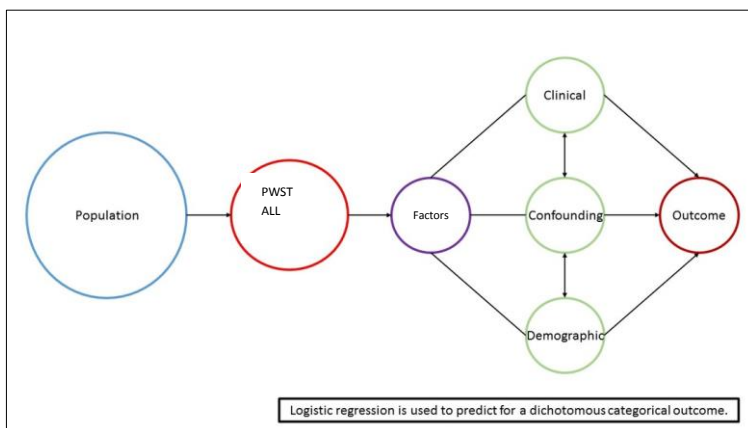 Population
PWST
ALL
Factors
Clinical
Confounding
Demographic
Outcome
Logistic regression is used to predict for a dichotomous categorical outcome.